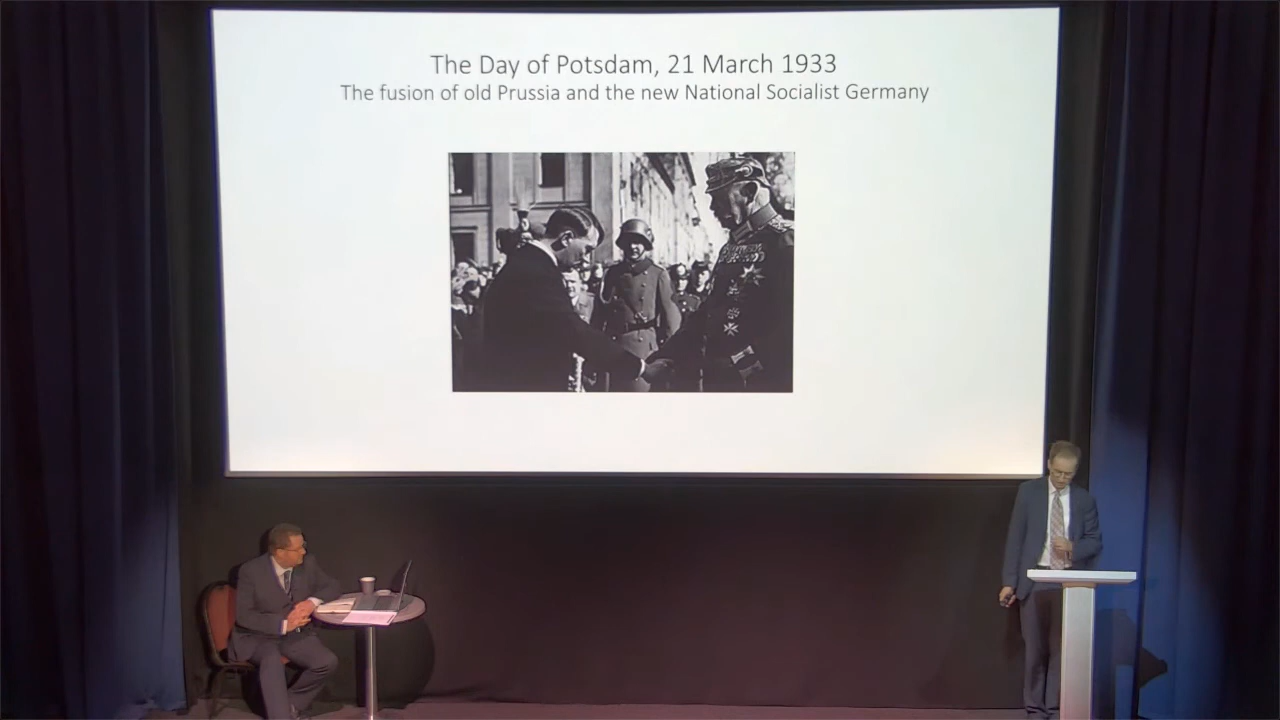 The Day of Potsdam, 21 March 1933
The fusion of old Prussia and the new National Socialist Germany